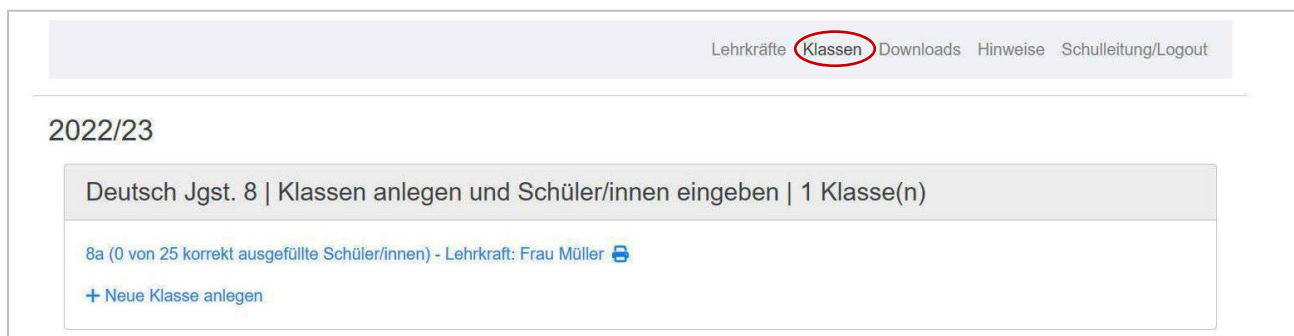 Lehrkräfte Klassen Downloads Hinweise Schulleitung/Logout
2022/23
Deutsch Jgst. 8 | Klassen anlegen und Schüler/innen eingeben | 1 Klasse(n)
8a (0 von 25 korrekt ausgefüllte Schüler/innen) - Lehrkraft: Frau Müller
+ Neue Klasse anlegen